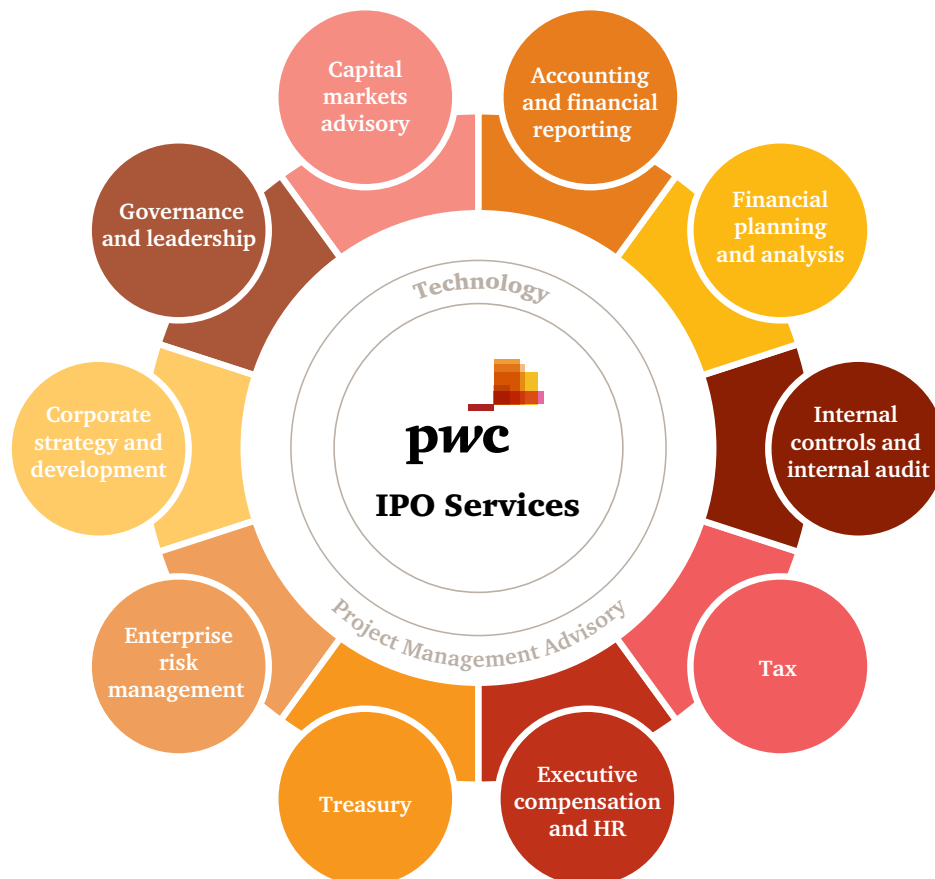 Capital
markets
advisory
Accounting
and financial
reporting
Financial
planning
and analysis
Internal
controls and
internal audit
Tax
Executive
compensation
and HR
Treasury
Enterprise
risk
management
Corporate
strategy and
development
Governance
and leadership
Technology
pwc
IPO Services
Project Management Advisory